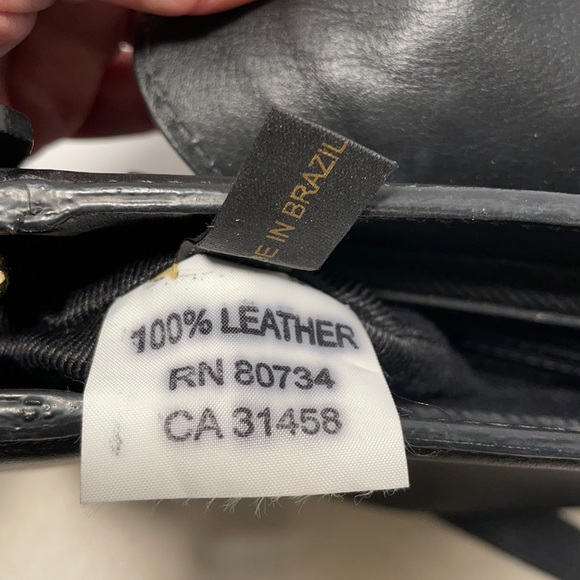 E IN BRAZIL
100% LEATHER
RN 80734
CA 31458